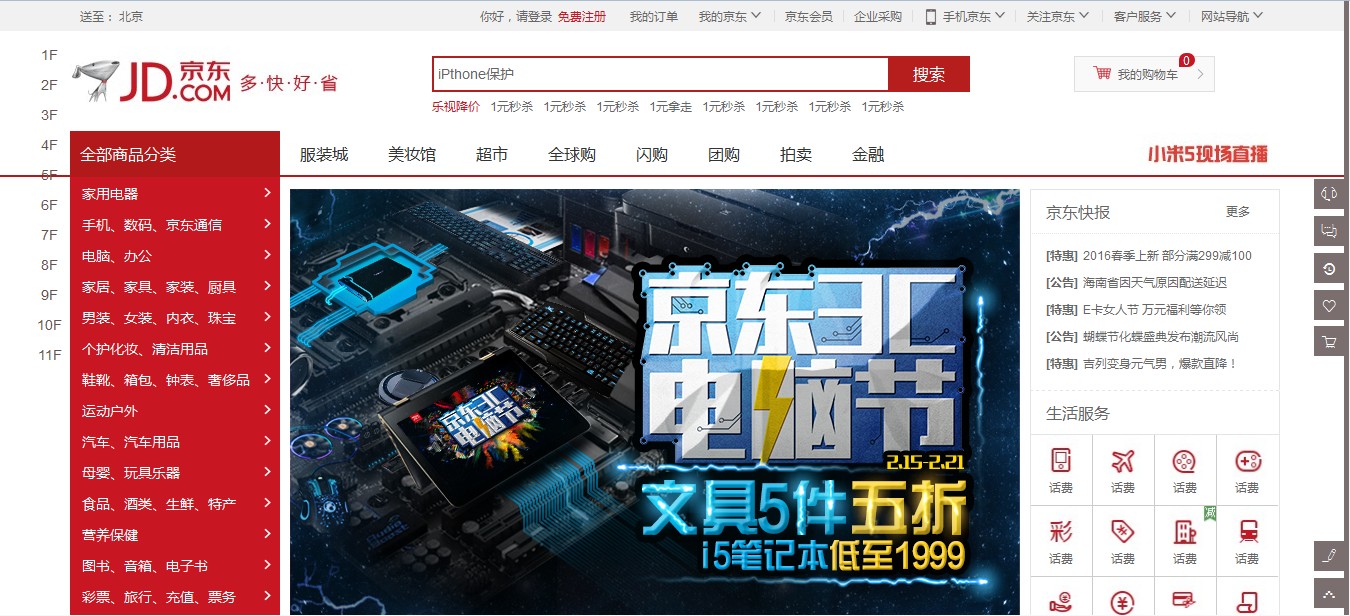 送至： 北京
你好，请登录 免费注册 我的订单 我的京东 京东会员 企业采购 手机京东 关注京东 客户服务 网站导航
1F
2F
3F
4F
5F
6F
7F
8F
9F
10F
11F
JD.COM 京东
多·快·好·省
iPthone保护
搜索
0
我的购物车
乐视降价 1元秒杀 1元秒杀 1元秒杀 1元拿走 1元秒杀 1元秒杀 1元秒杀 1元秒杀
全部商品分类
服装城 美妆馆 超市 全球购 闪购 团购 拍卖 金融
小米5现场直播
家用电器
手机、数码、京东通信
电脑、办公
家居、家具、家装、厨具
男装、女装、内衣、珠宝
个护化妆、清洁用品
鞋靴、箱包、钟表、奢侈品
运动户外
汽车、汽车用品
母婴、玩具乐器
食品、酒类、生鲜、特产
营养保健
图书、音箱、电子书
彩票、旅行、充值、票务
京东3C
电脑节
京东3C
电脑节
2.15-2.21
文具5件五折
i5笔记本低至1999
京东快报 更多
[特惠] 2016春季上新 部分满299减100
[公告] 海南省因天气原因配送延迟
[特惠] E卡女人节 万元福利等你领
[公告] 蝴蝶节化蝶盛典发布潮流风尚
[特惠] 吉列变身元气男，爆款直降！
生活服务
话费 话费 话费 话费
彩
减
话费 话费 话费 话费